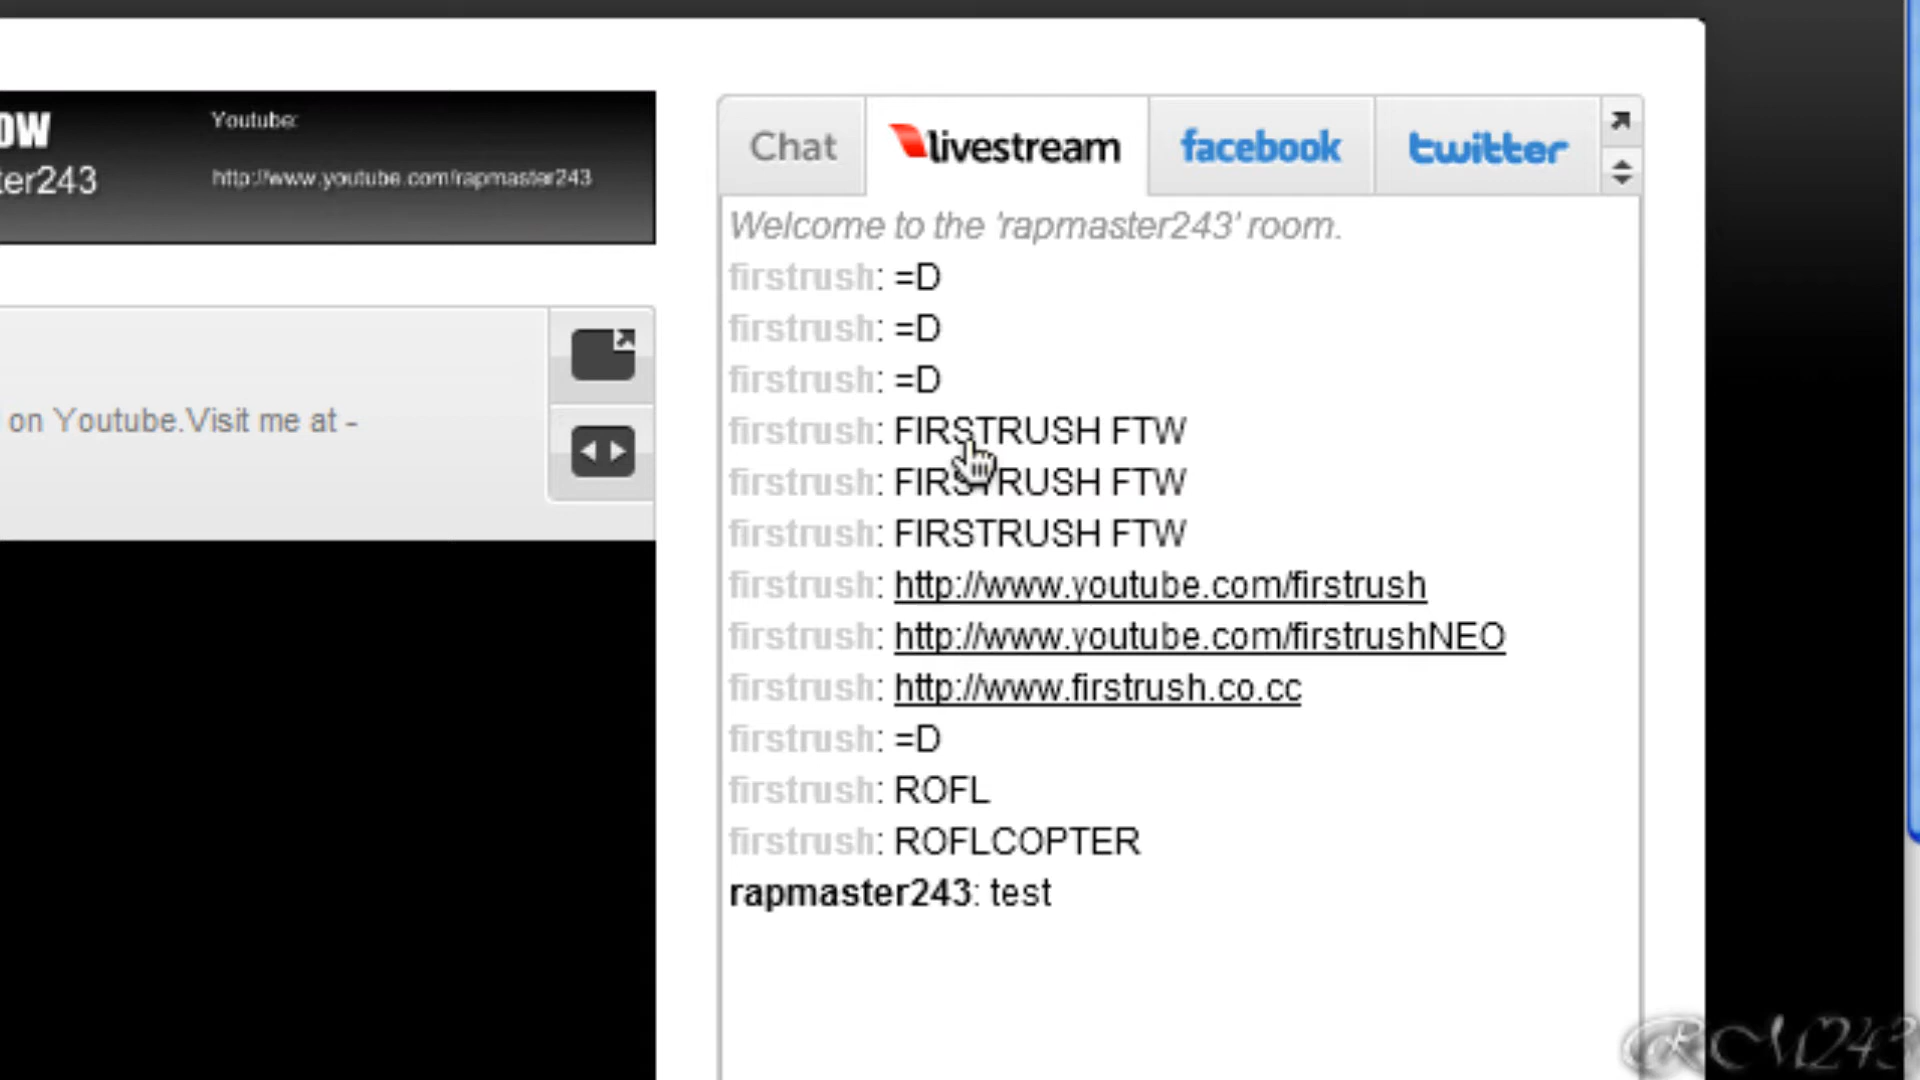 OW
ter243
Youtube:
http://www.youtube.com/rapmaster243
on Youtube.Visit me at -
Chat
livestream
facebook
twitter
Welcome to the 'rapmaster243' room.
firstrush: =D
firstrush: =D
firstrush: =D
firstrush: FIRSTRUSH FTW
firstrush: FIRSTRUSH FTW
firstrush: FIRSTRUSH FTW
firstrush: http://www.youtube.com/firstrush
firstrush: http://www.youtube.com/firstrushNEO
firstrush: http://www.firstrush.co.cc
firstrush: =D
firstrush: ROFL
firstrush: ROFLCOPTER
rapmaster243: test
RM243